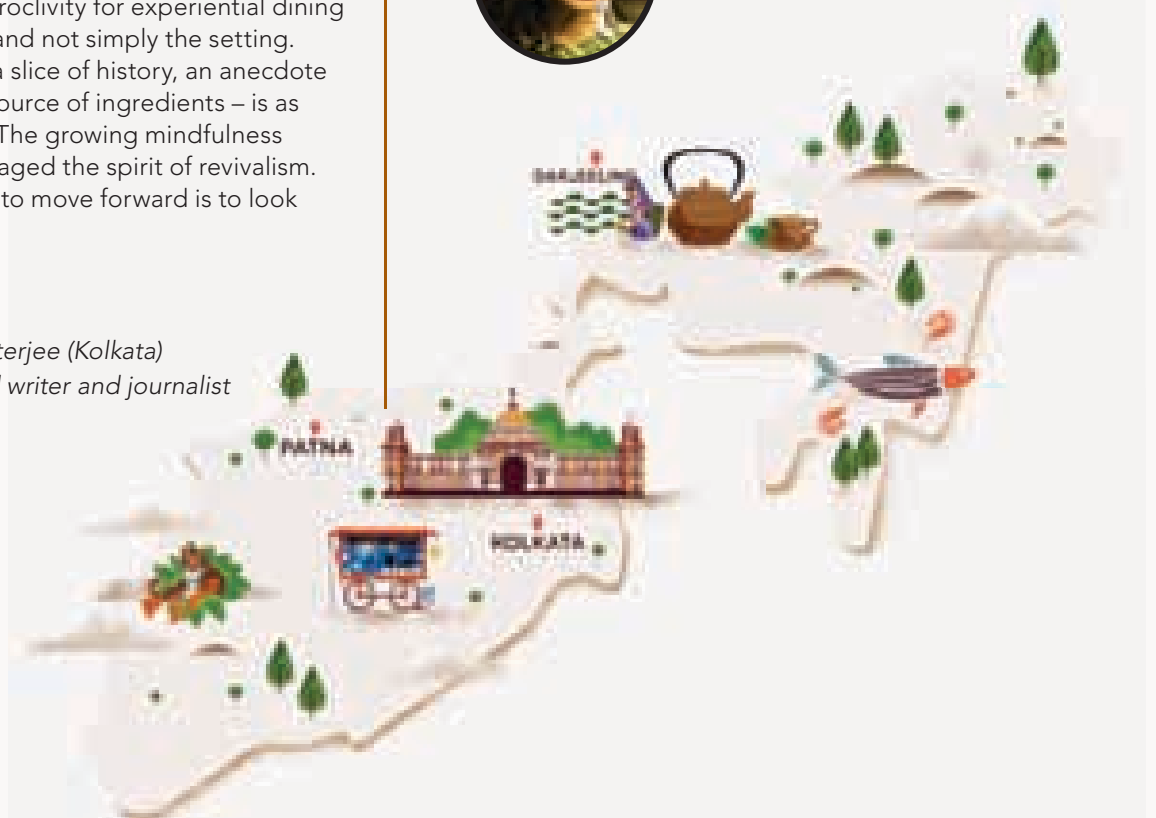 roclivity for experiential dining
and not simply the setting.
a slice of history, an anecdote
ource of ingredients – is as
The growing mindfulness
aged the spirit of revivalism.
to move forward is to look
terjee (Kolkata)
writer and journalist
DARJEELING
PATNA
KOLKATA